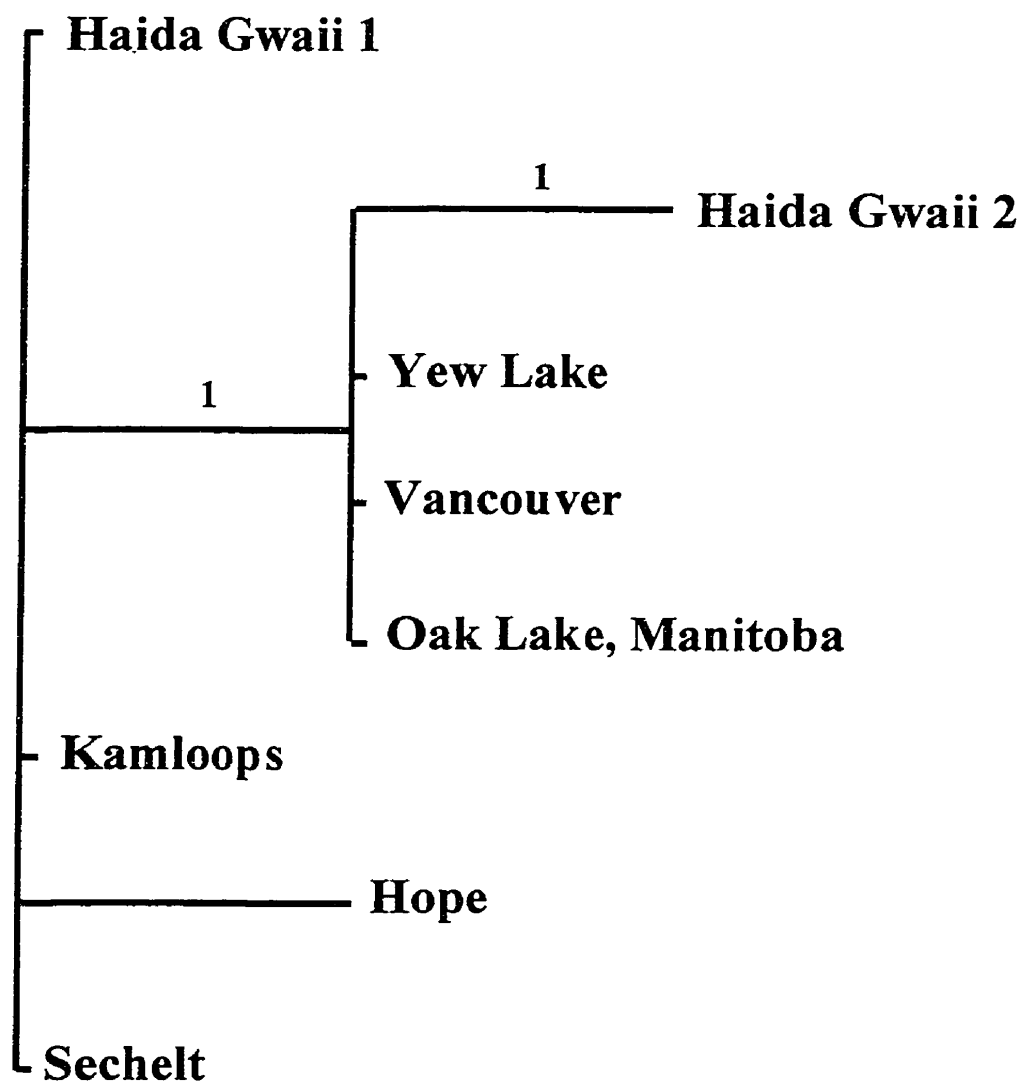 Haida Gwaii 1
1
Haida Gwaii 2
Yew Lake
1
Vancouver
Oak Lake, Manitoba
Kamloops
Hope
Sechelt